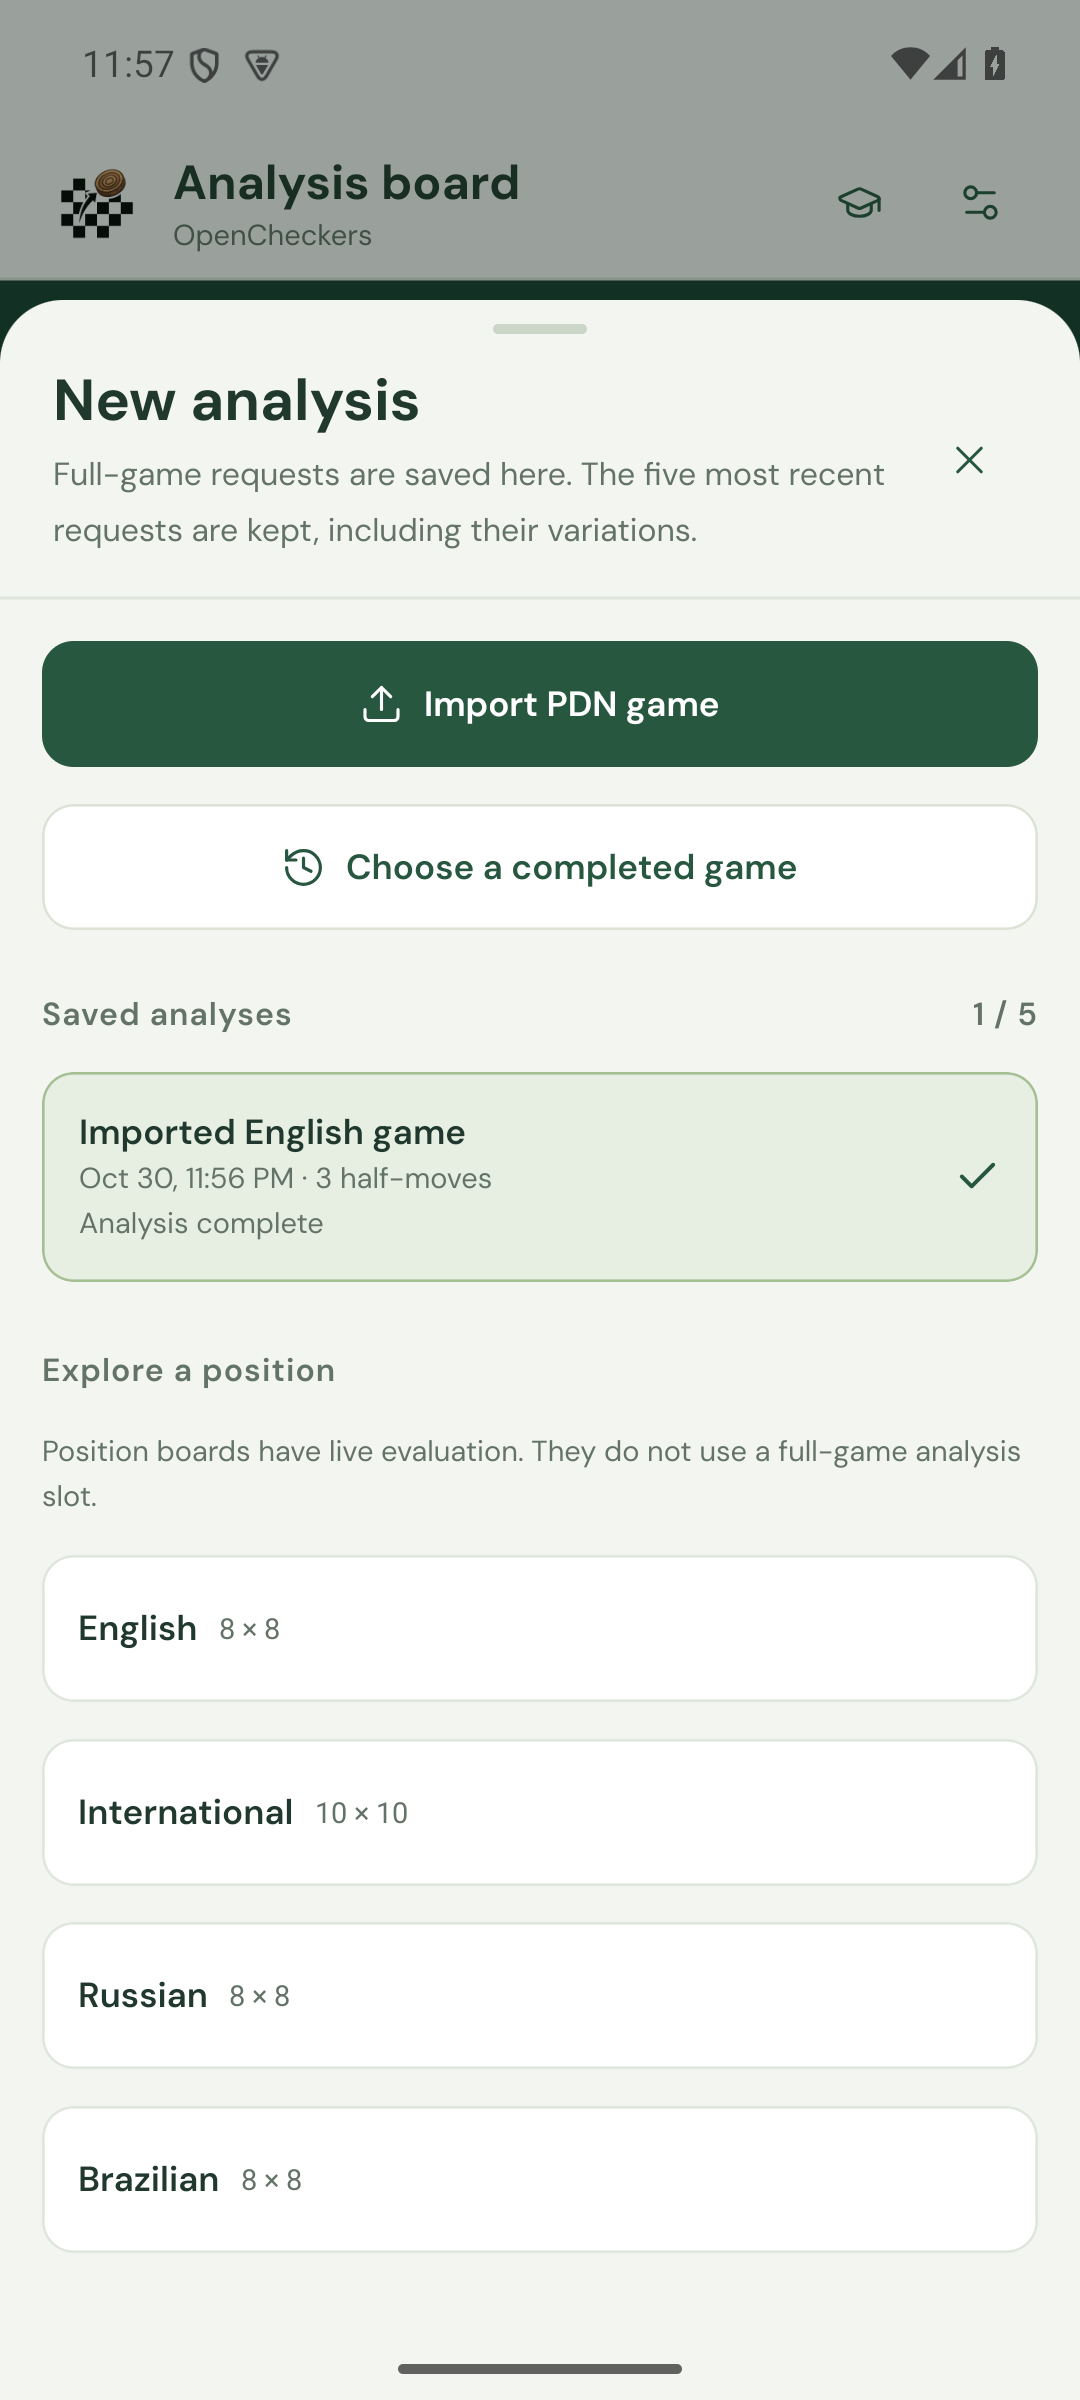 11:57
Analysis board
OpenCheckers
New analysis
Full-game requests are saved here. The five most recent
requests are kept, including their variations.
Import PDN game
Choose a completed game
Saved analyses
1 / 5
Imported English game
Oct 30, 11:56 PM · 3 half-moves
Analysis complete
Explore a position
Position boards have live evaluation. They do not use a full-game analysis
slot.
English 8 × 8
International 10 × 10
Russian 8 × 8
Brazilian 8 × 8